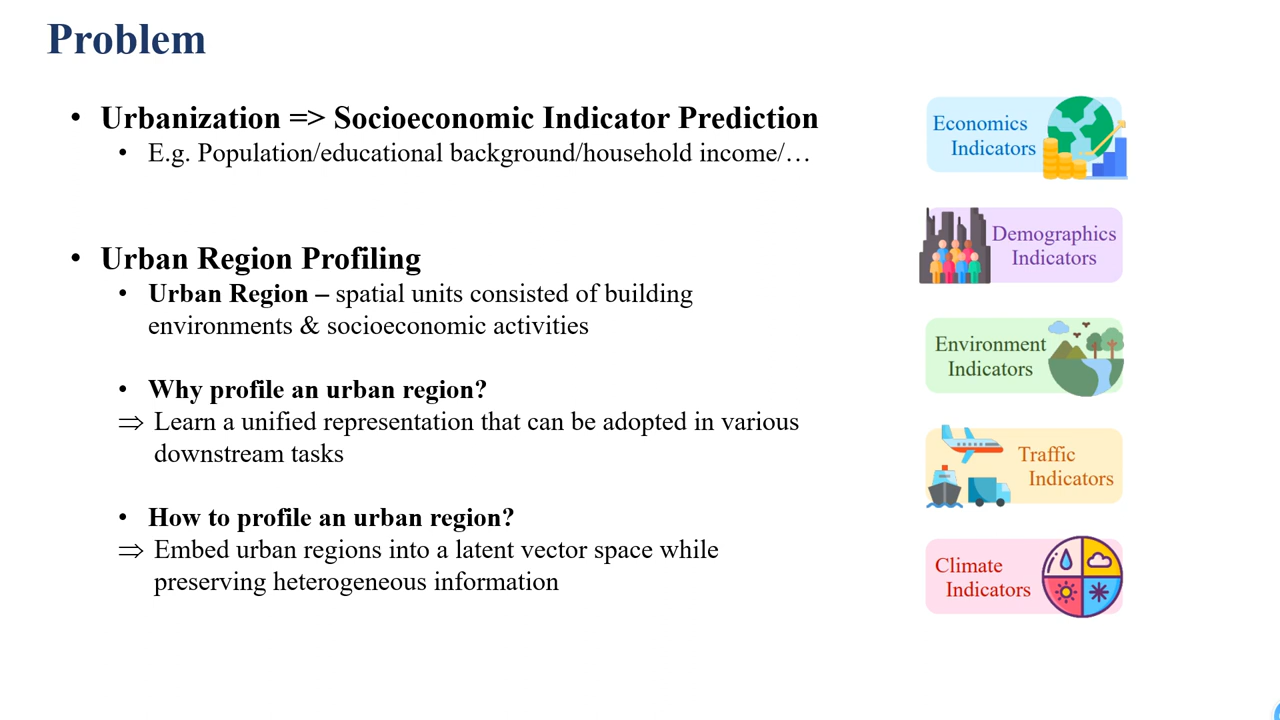 Problem
• Urbanization => Socioeconomic Indicator Prediction
• E.g. Population/educational background/household income/…
• Urban Region Profiling
• Urban Region – spatial units consisted of building
environments & socioeconomic activities
• Why profile an urban region?
⇒ Learn a unified representation that can be adopted in various
downstream tasks
• How to profile an urban region?
⇒ Embed urban regions into a latent vector space while
preserving heterogeneous information
Economics
Indicators
Demographics
Indicators
Environment
Indicators
Traffic
Indicators
Climate
Indicators